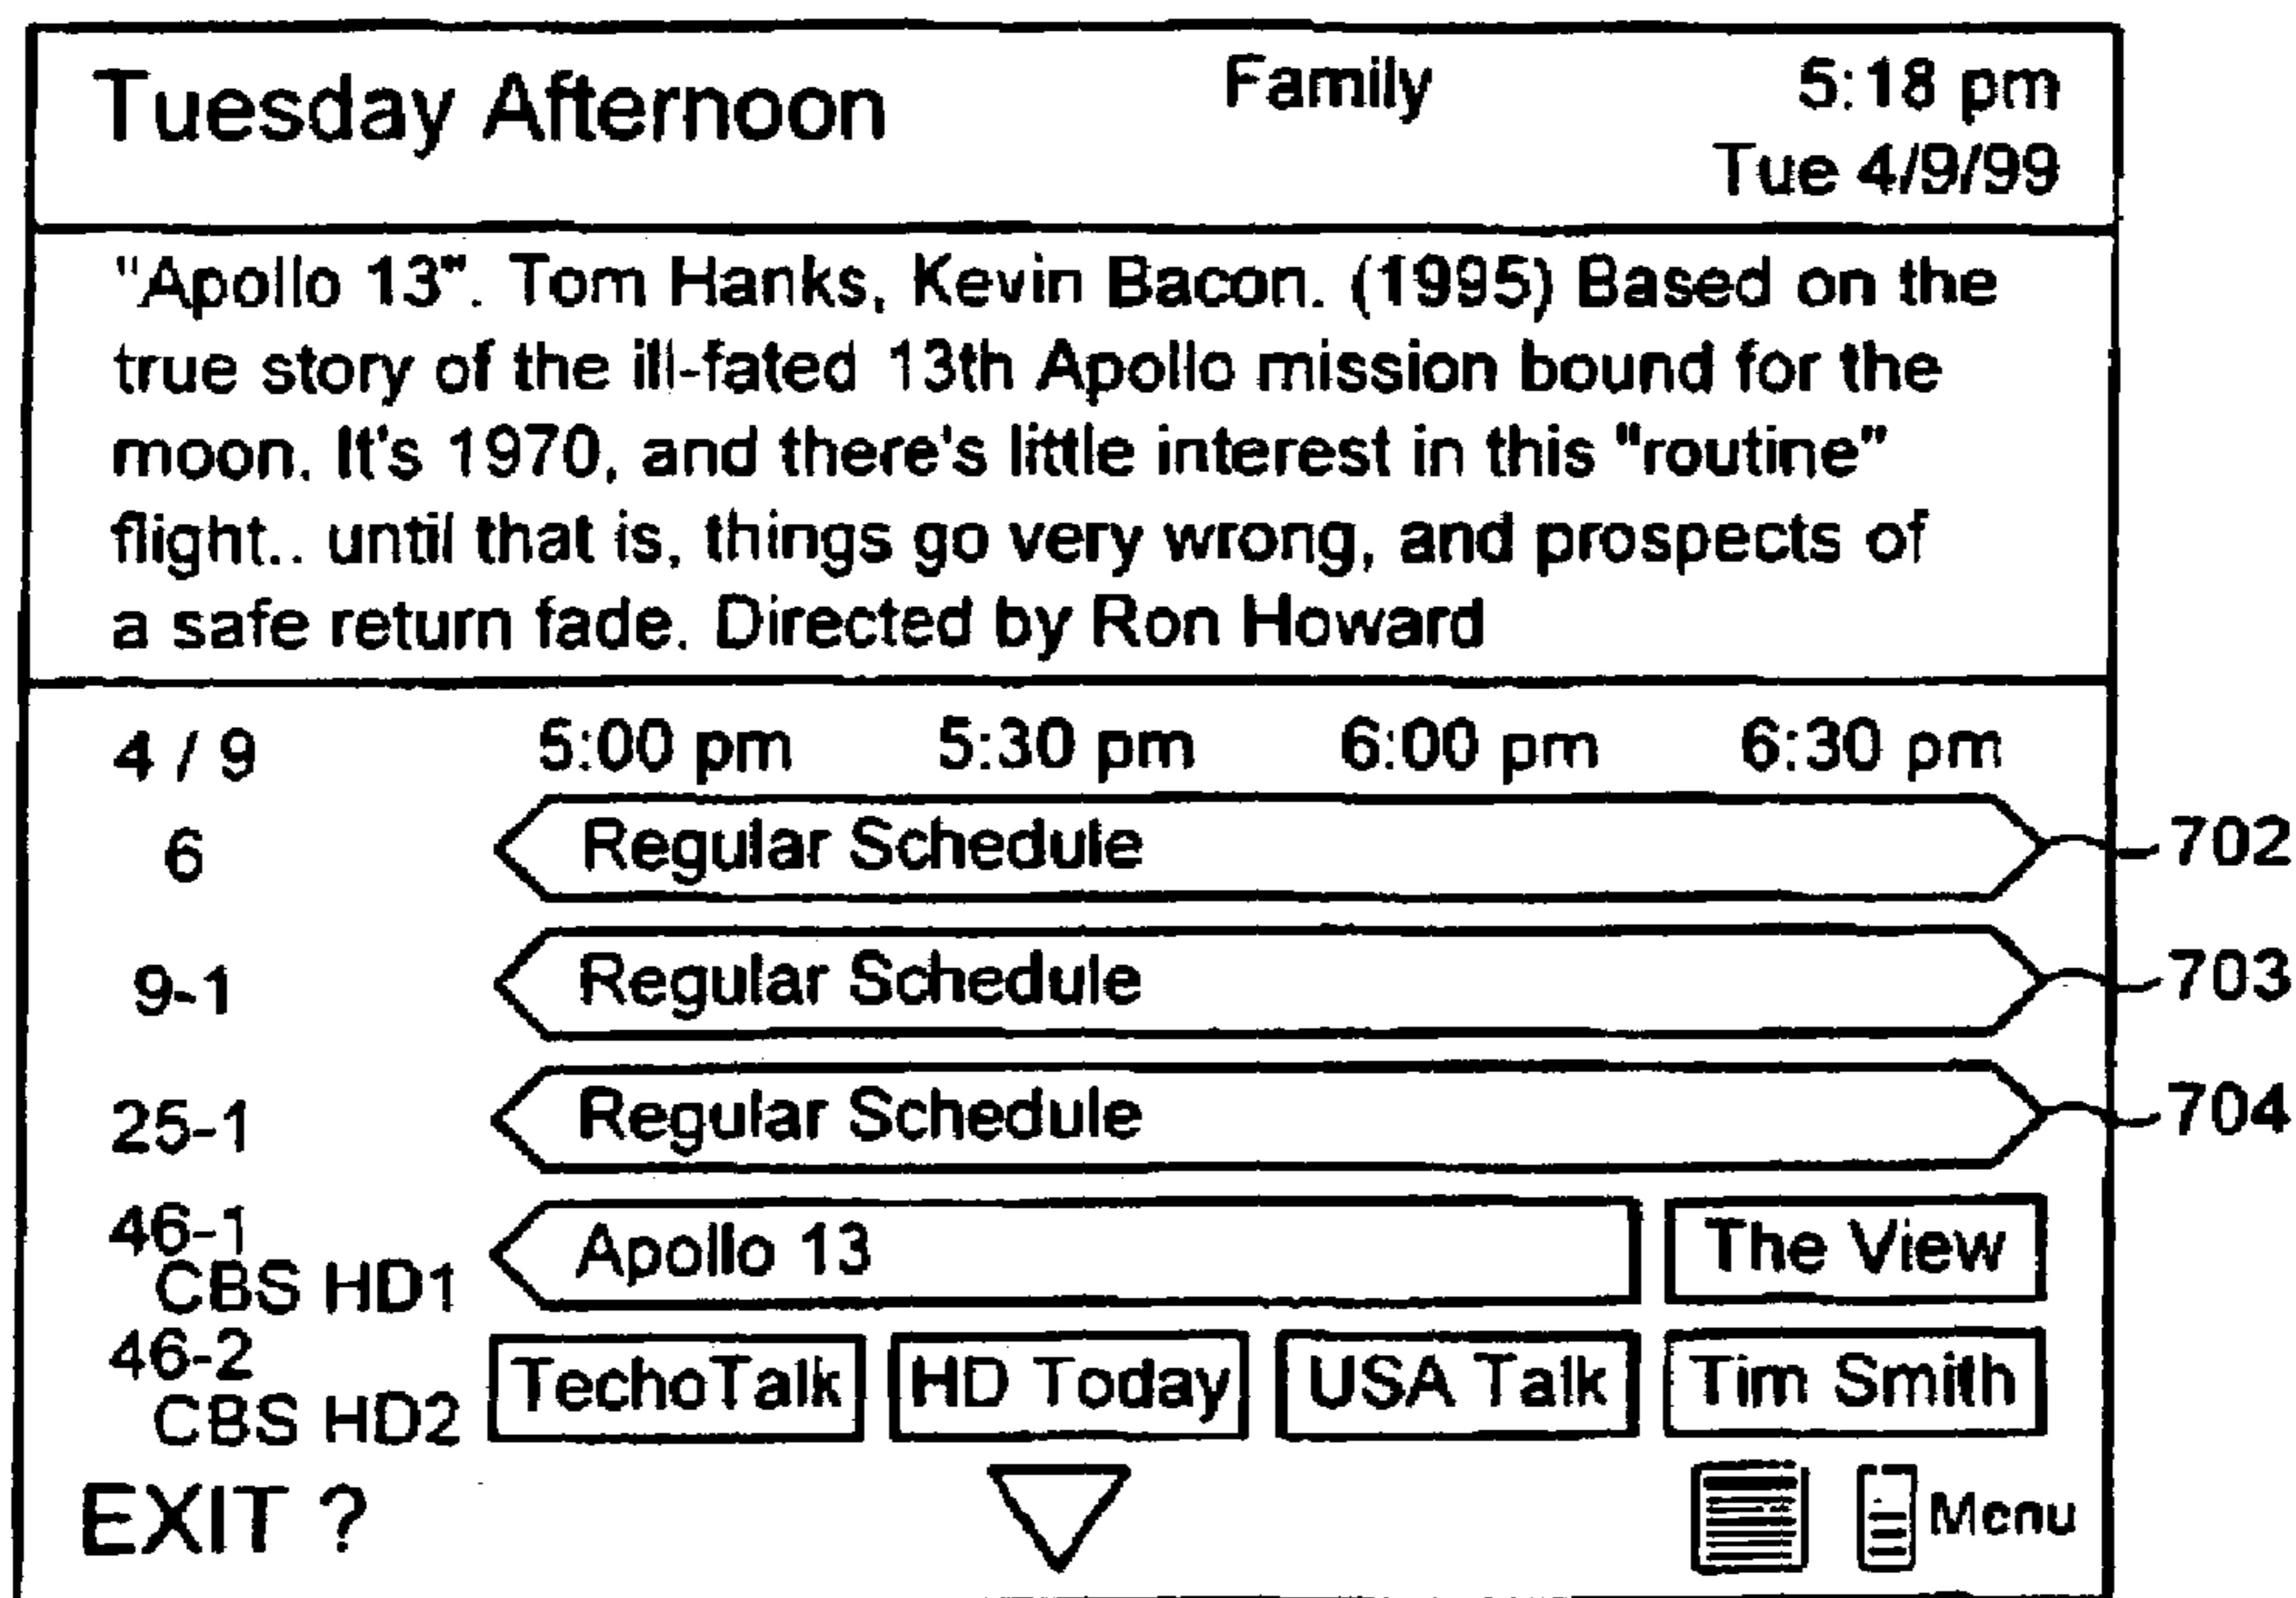 Tuesday Afternoon Family 5:18 pm
Tue 4/9/99
"Apollo 13". Tom Hanks, Kevin Bacon. (1995) Based on the
true story of the ill-fated 13th Apollo mission bound for the
moon. It's 1970, and there's little interest in this "routine"
flight.. until that is, things go very wrong, and prospects of
a safe return fade. Directed by Ron Howard
4 / 9 5:00 pm 5:30 pm 6:00 pm 6:30 pm
6 Regular Schedule 702
9-1 Regular Schedule 703
25-1 Regular Schedule 704
46-1
CBS HD1 Apollo 13 The View
46-2
CBS HD2 TechoTalk HD Today USA Talk Tim Smith
EXIT ? Menu